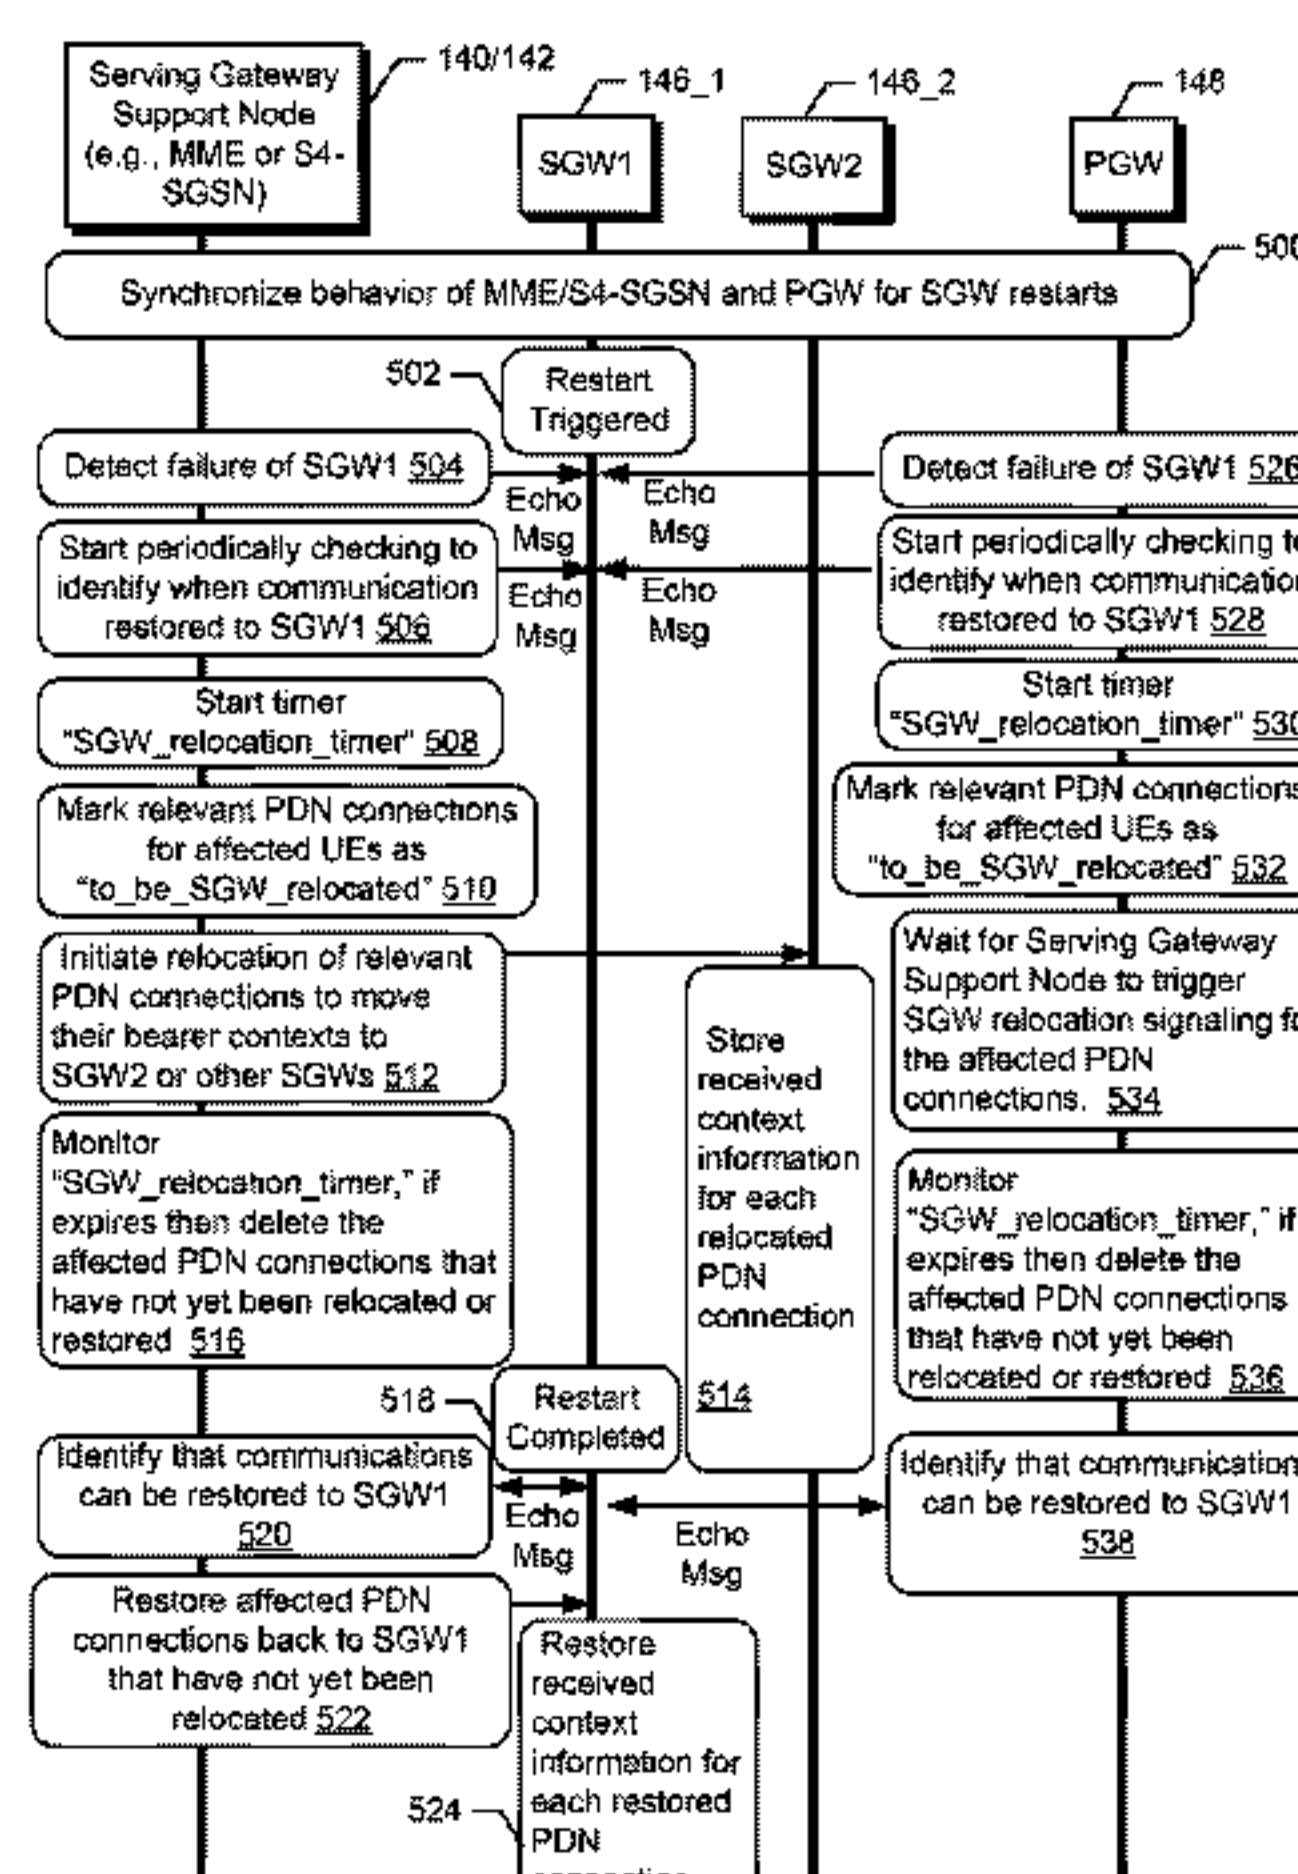 140/142
146_1
146_2
148
Serving Gateway
Support Node
(e.g., MME or S4-
SGSN)
SGW1
SGW2
PGW
500
Synchronize behavior of MME/S4-SGSN and PGW for SGW restarts
502
Restart
Triggered
Detect failure of SGW1 504
Echo
Msg
Echo
Msg
Detect failure of SGW1 526
Start periodically checking to
identify when communication
restored to SGW1 506
Echo
Msg
Echo
Msg
Start periodically checking to
identify when communication
restored to SGW1 528
Start timer
"SGW_relocation_timer" 508
Start timer
"SGW_relocation_timer" 530
Mark relevant PDN connections
for affected UEs as
"to_be_SGW_relocated" 510
Mark relevant PDN connections
for affected UEs as
"to_be_SGW_relocated" 532
Initiate relocation of relevant
PDN connections to move
their bearer contexts to
SGW2 or other SGWs 512
Store
received
context
information
for each
relocated
PDN
connection
514
Wait for Serving Gateway
Support Node to trigger
SGW relocation signaling
the affected PDN
connections. 534
Monitor
"SGW_relocation_timer," if
expires then delete the
affected PDN connections that
have not yet been relocated or
restored 516
Monitor
"SGW_relocation_timer," if
expires then delete the
affected PDN connections
that have not yet been
relocated or restored 536
518
Restart
Completed
Identify that communications
can be restored to SGW1
520
Echo
Msg
Echo
Msg
Identify that communication
can be restored to SGW1
538
Restore affected PDN
connections back to SGW1
that have not yet been
relocated 522
524
Restore
received
context
information for
each restored
PDN